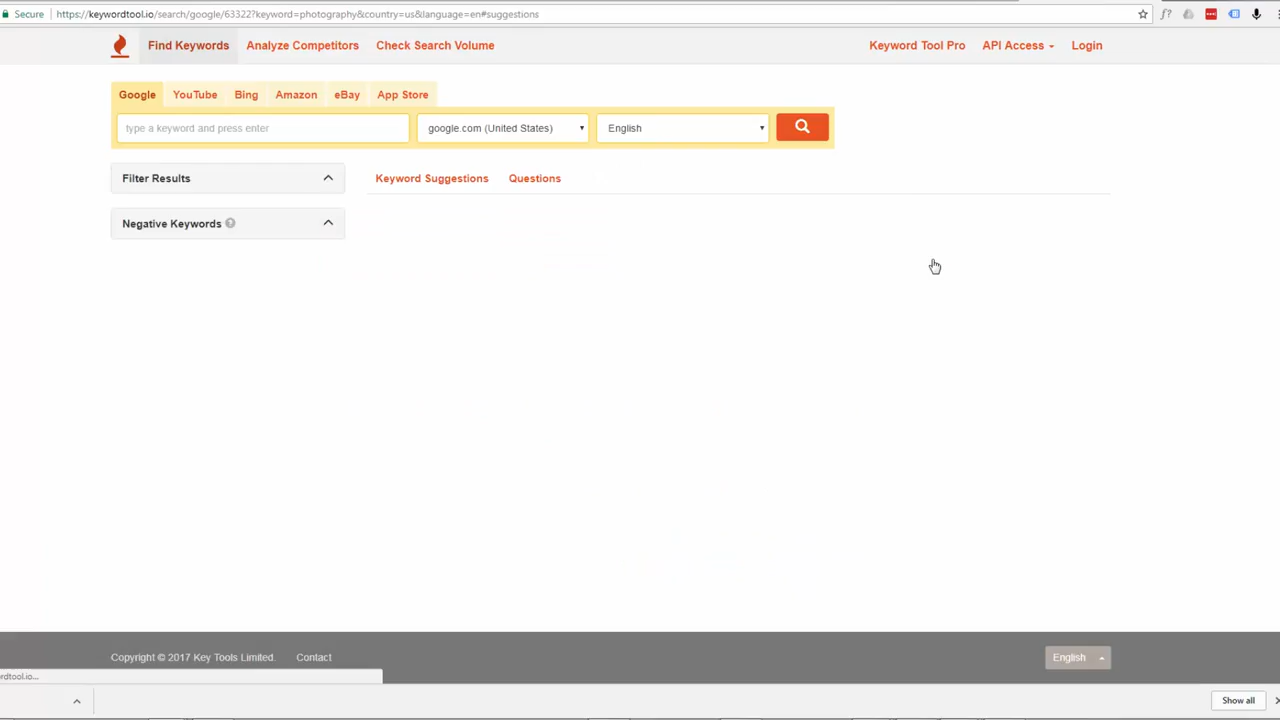 Secure https://keywordtool.io/search/google/63322?keyword=photography&country=us&language=en#suggestions
Find Keywords Analyze Competitors Check Search Volume Keyword Tool Pro API Access Login
Google YouTube Bing Amazon eBay App Store
type a keyword and press enter google.com (United States) English
Filter Results Keyword Suggestions Questions
Negative Keywords ?
Copyright © 2017 Key Tools Limited. Contact English
rdtool.io...
Show all